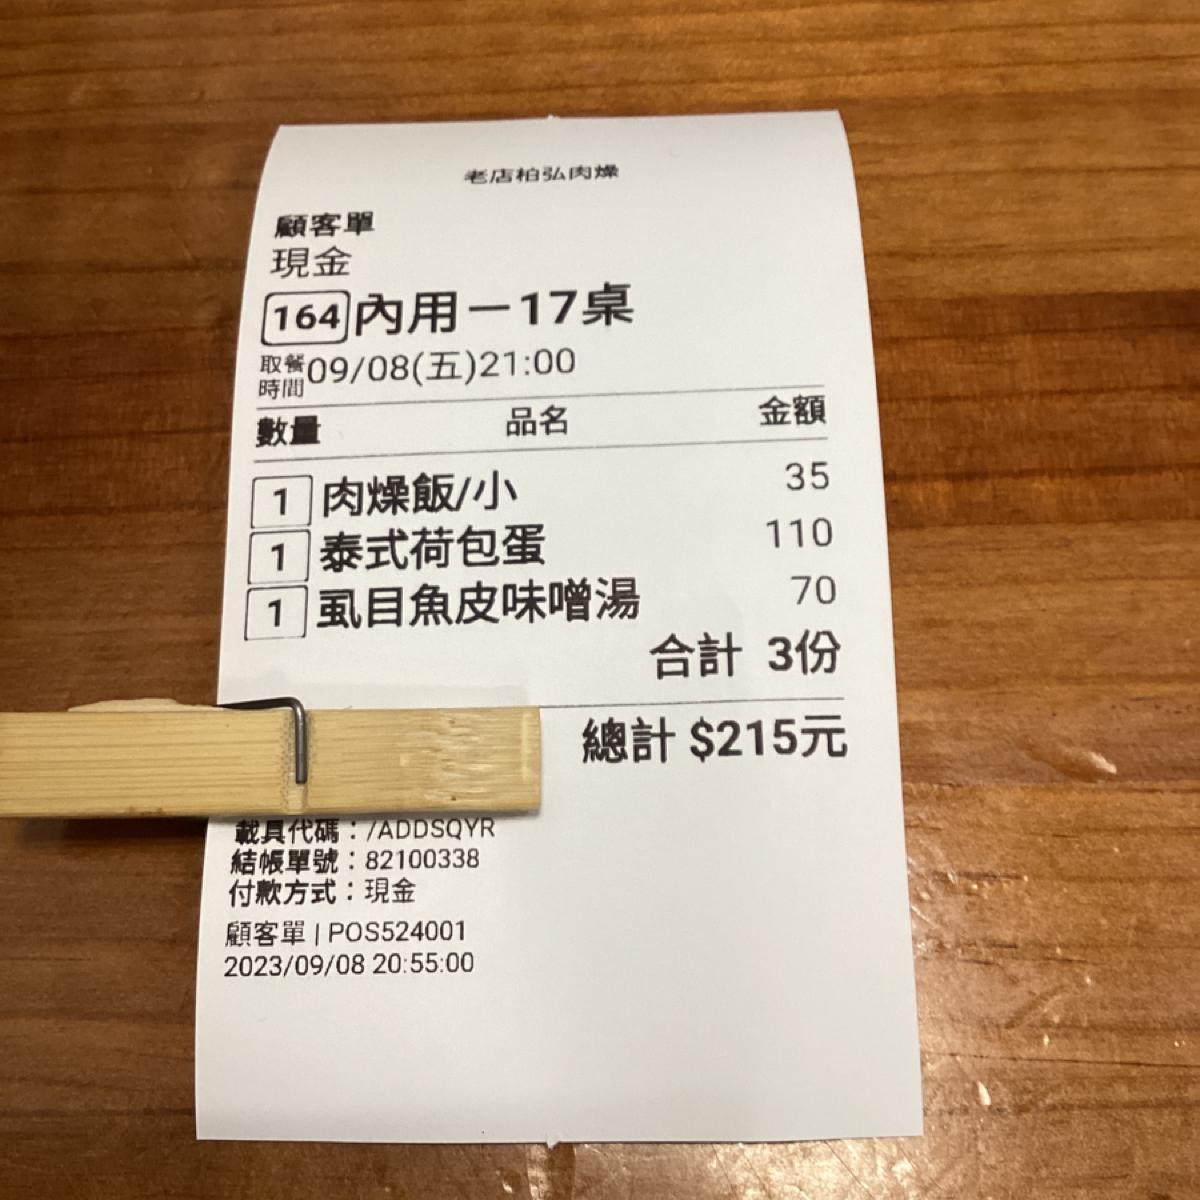 老店柏弘肉燥
顧客單
現金
164 內用－17桌
取餐時間 09/08(五)21:00
數量 品名 金額
1 肉燥飯/小 35
1 泰式荷包蛋 110
1 虱目魚皮味噌湯 70
合計 3份
總計 $215元
載具代碼：/ADDSQYR
結帳單號：82100338
付款方式：現金
顧客單 | POS524001
2023/09/08 20:55:00